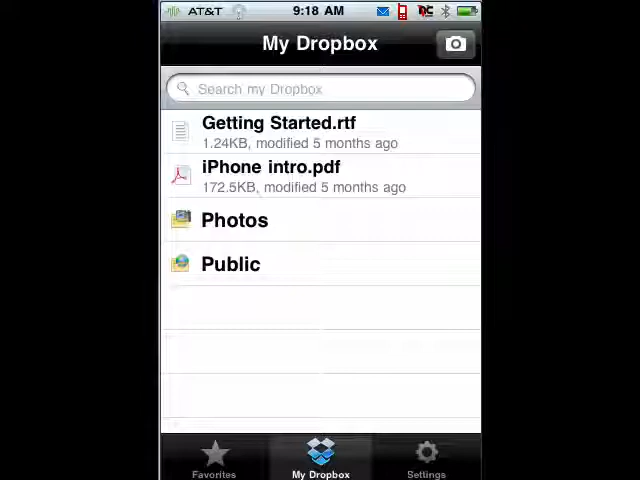 AT&T 9:18 AM
My Dropbox
Search my Dropbox
Getting Started.rtf
1.24KB, modified 5 months ago
iPhone intro.pdf
172.5KB, modified 5 months ago
Photos
Public
Favorites My Dropbox Settings